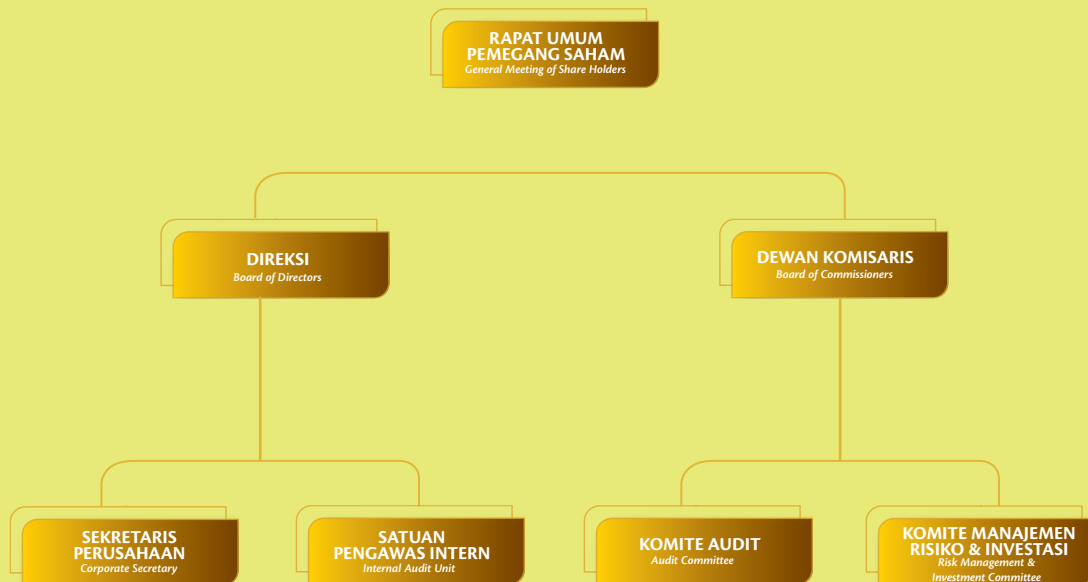 RAPAT UMUM
PEMEGANG SAHAM
General Meeting of Share Holders
DIREKSI
Board of Directors
DEWAN KOMISARIS
Board of Commissioners
SEKRETARIS
PERUSAHAAN
Corporate Secretary
SATUAN
PENGAWAS INTERN
Internal Audit Unit
KOMITE AUDIT
Audit Committee
KOMITE MANAJEMEN
RISIKO & INVESTASI
Risk Management &
Investment Committee